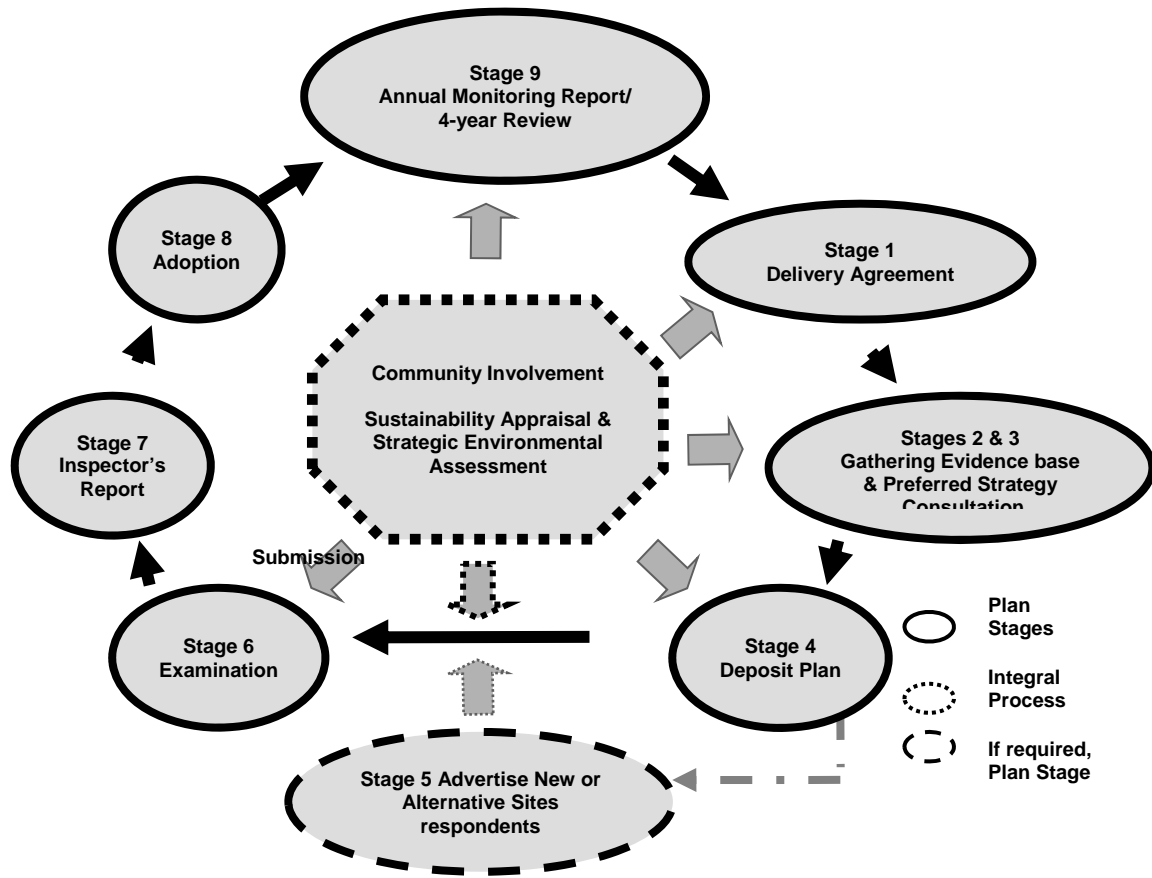 Stage 9
Annual Monitoring Report/
4-year Review
Stage 8
Adoption
Stage 1
Delivery Agreement
Community Involvement
Sustainability Appraisal &
Strategic Environmental
Assessment
Stage 7
Inspector’s
Report
Stages 2 & 3
Gathering Evidence base
& Preferred Strategy
Consultation
Submission
Stage 6
Examination
Stage 4
Deposit Plan
Plan
Stages
Integral
Process
If required,
Plan Stage
Stage 5 Advertise New or
Alternative Sites
respondents